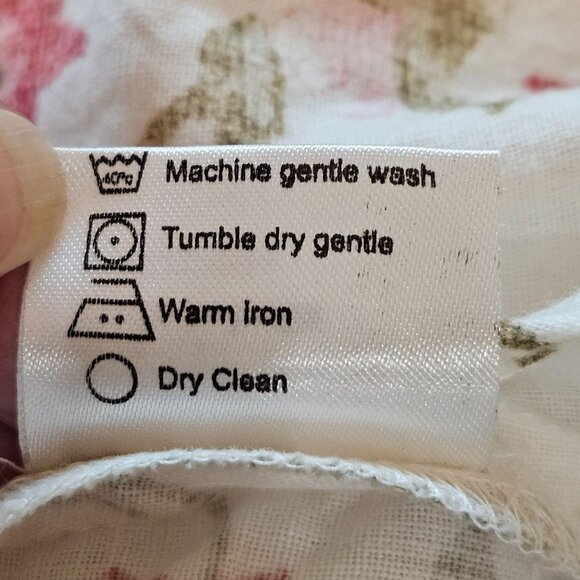 40°C Machine gentle wash
Tumble dry gentle
Warm iron
Dry Clean